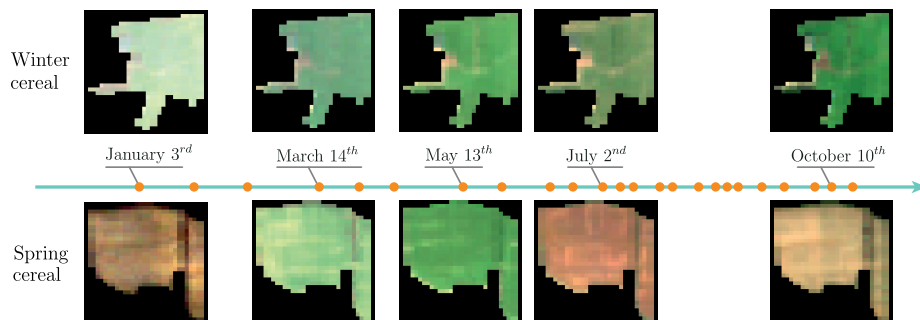 Winter
cereal
January 3rd
March 14th
May 13th
July 2nd
October 10th
Spring
cereal